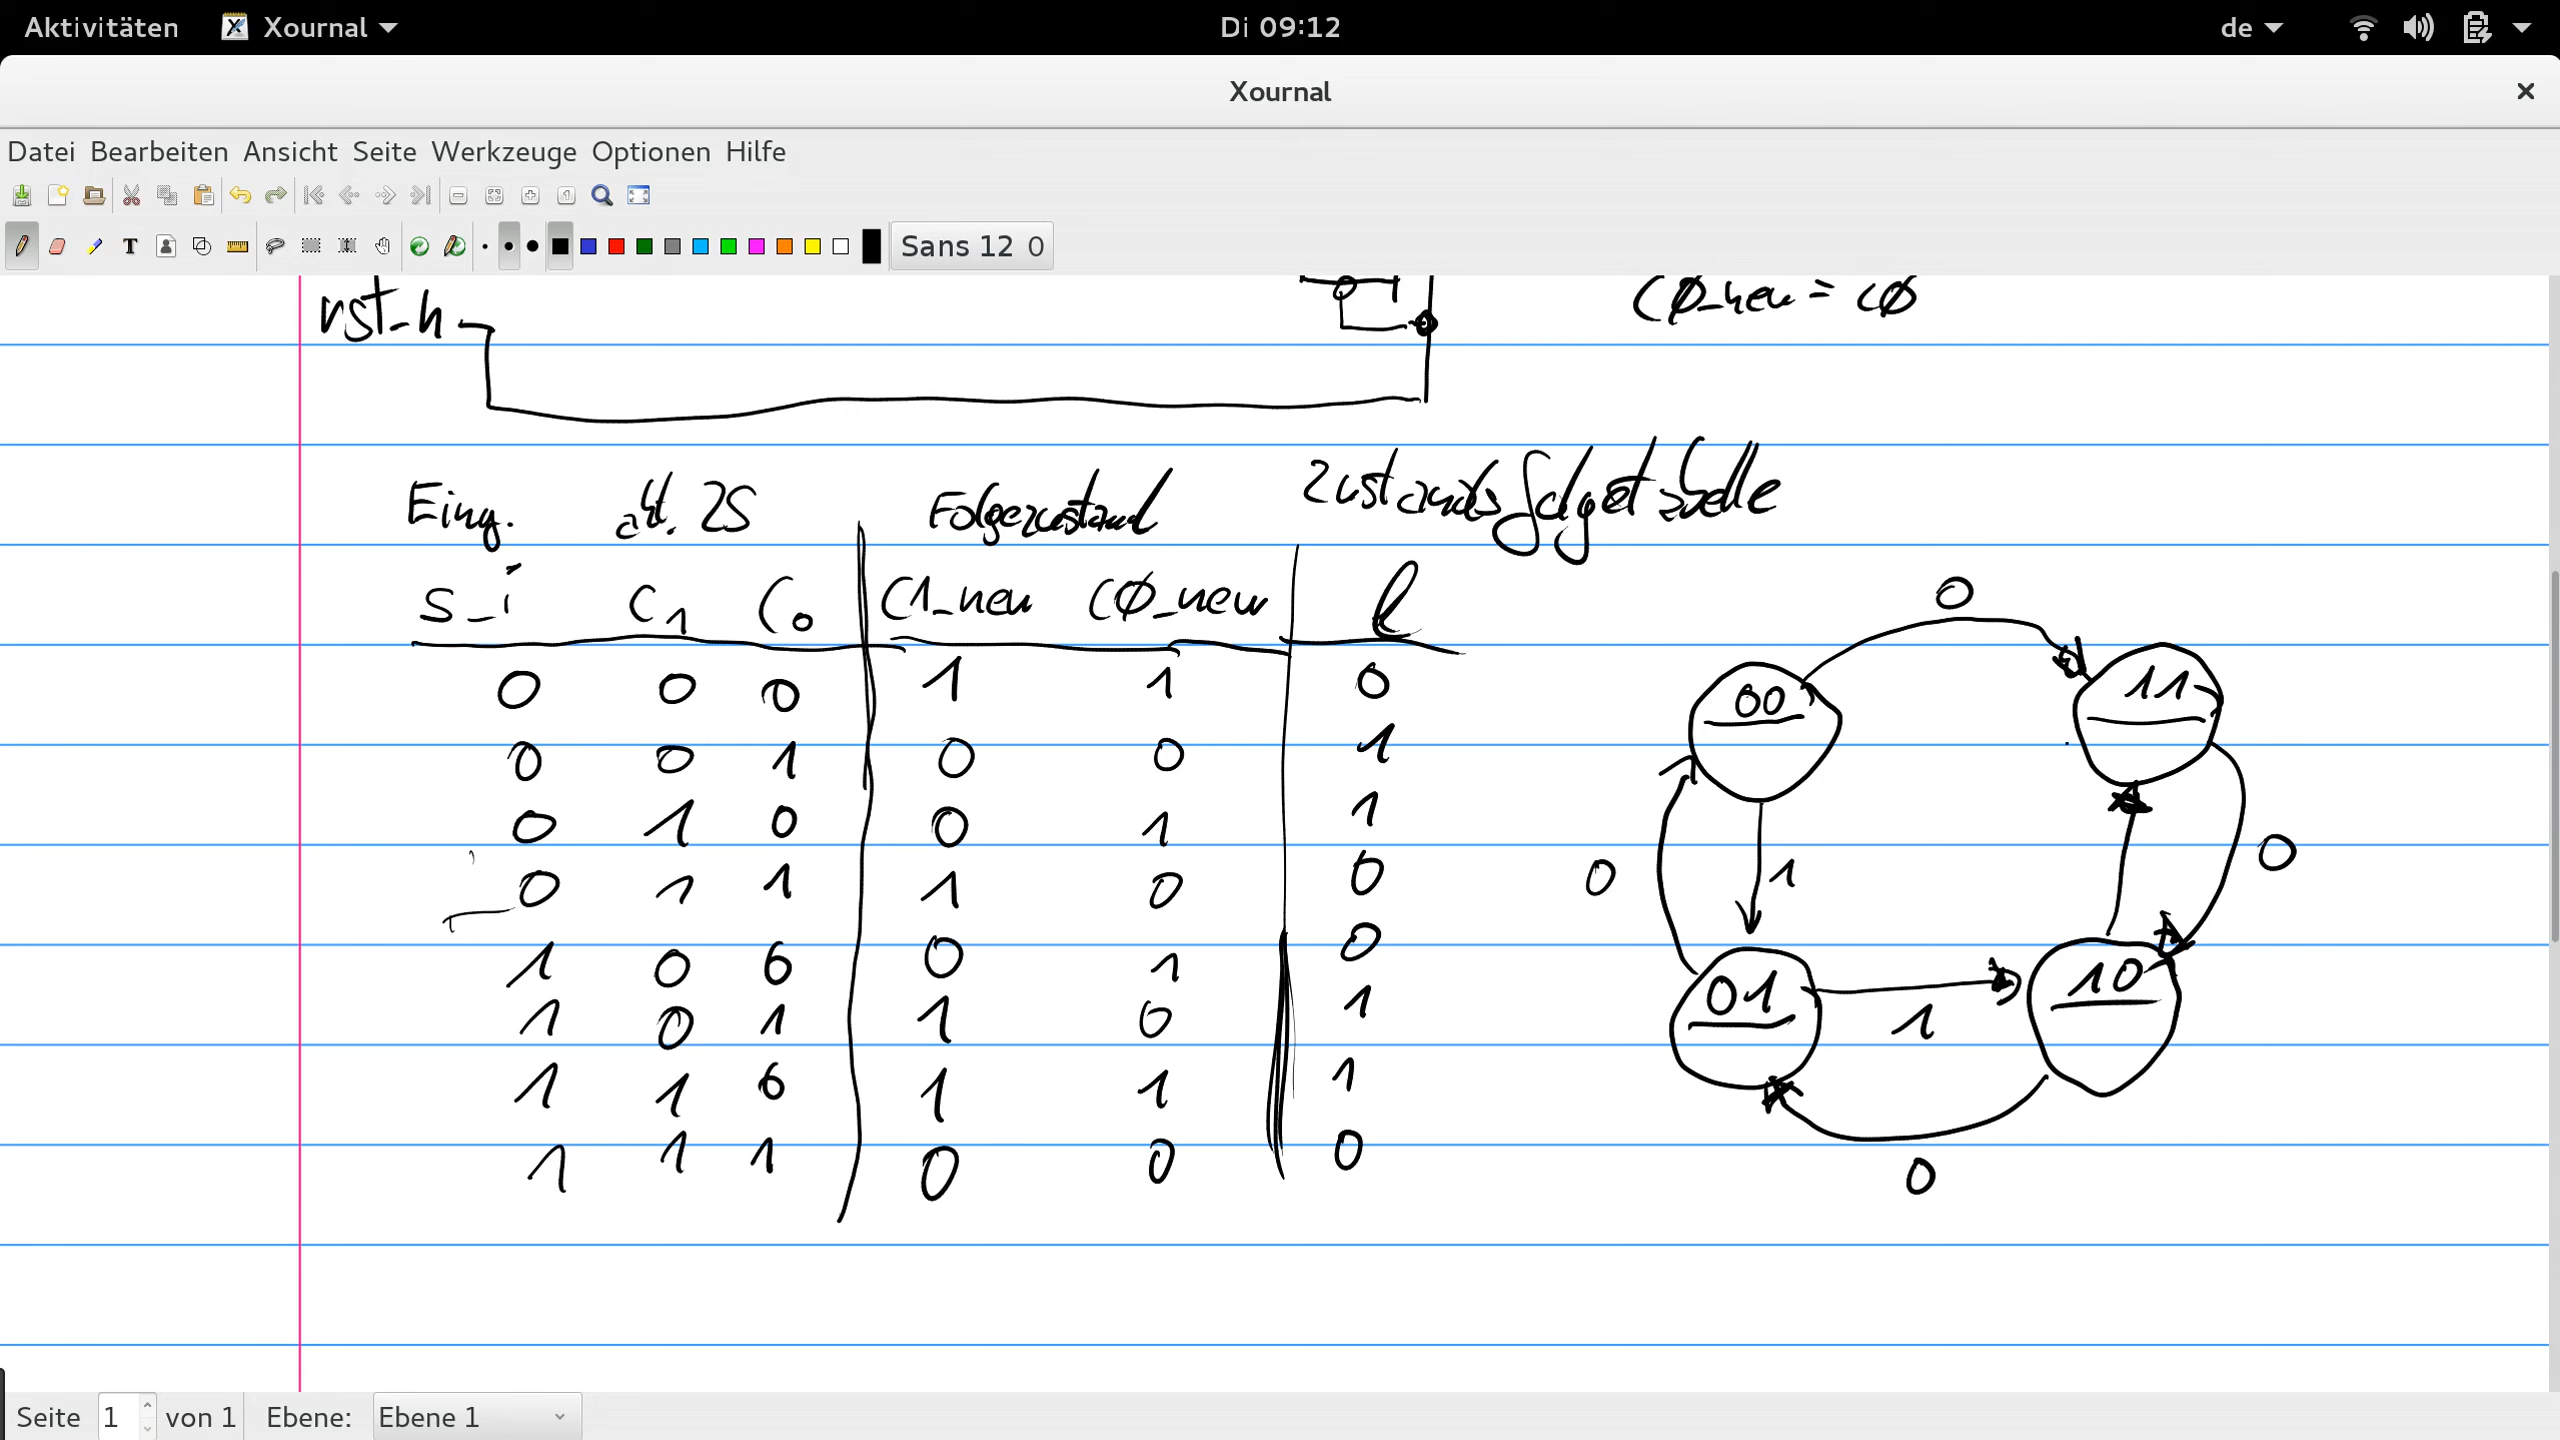 Aktivitäten Xournal Di 09:12 de
Xournal
Datei Bearbeiten Ansicht Seite Werkzeuge Optionen Hilfe
T Sans 12 0
rst_n C0_neu = c0
Eing. akt. ZS Folgezustand Zustandsfolgetabelle
s_i C1 C0 C1_neu C0_neu l
0 0 0 1 1 0
0 0 1 0 0 1
0 1 0 0 1 1
0 1 1 1 0 0
1 0 0 0 1 0
1 0 1 1 0 1
1 1 0 1 1 1
1 1 1 0 0 0
0
00 11
0 1 0
01 1 10
0
Seite 1 von 1 Ebene: Ebene 1